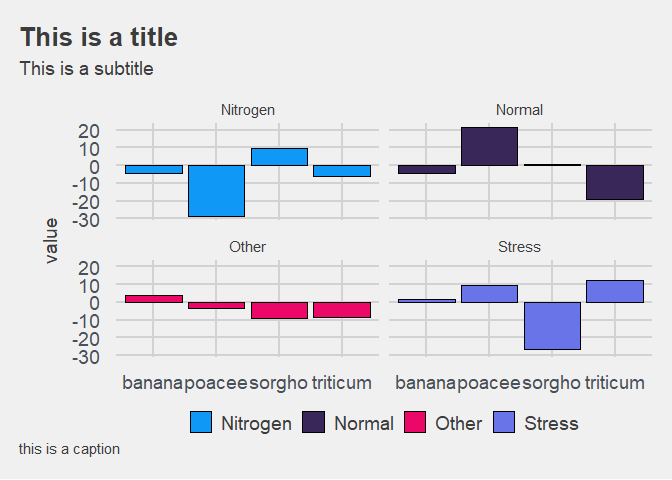 This is a title
This is a subtitle
Nitrogen Normal
20
10
0
-10
-20
-30
value
Other Stress
20
10
0
-10
-20
-30
banana poacee sorgho triticum banana poacee sorgho triticum
Nitrogen Normal Other Stress
this is a caption